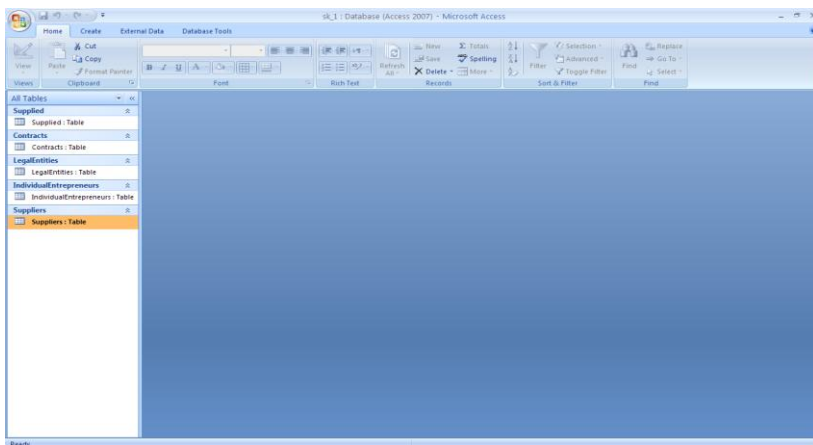 sk_1 : Database (Access 2007) - Microsoft Access
Home Create External Data Database Tools
View
Paste
Cut
Copy
Format Painter
B I U A
Refresh
All
New
Save
Delete
Totals
Spelling
More
Filter
Selection
Advanced
Toggle Filter
Find
Replace
Go To
Select
Views Clipboard Font Rich Text Records Sort & Filter Find
All Tables
Supplied
Supplied : Table
Contracts
Contracts : Table
LegalEntities
LegalEntities : Table
IndividualEntrepreneurs
IndividualEntrepreneurs : Table
Suppliers
Suppliers : Table
Ready